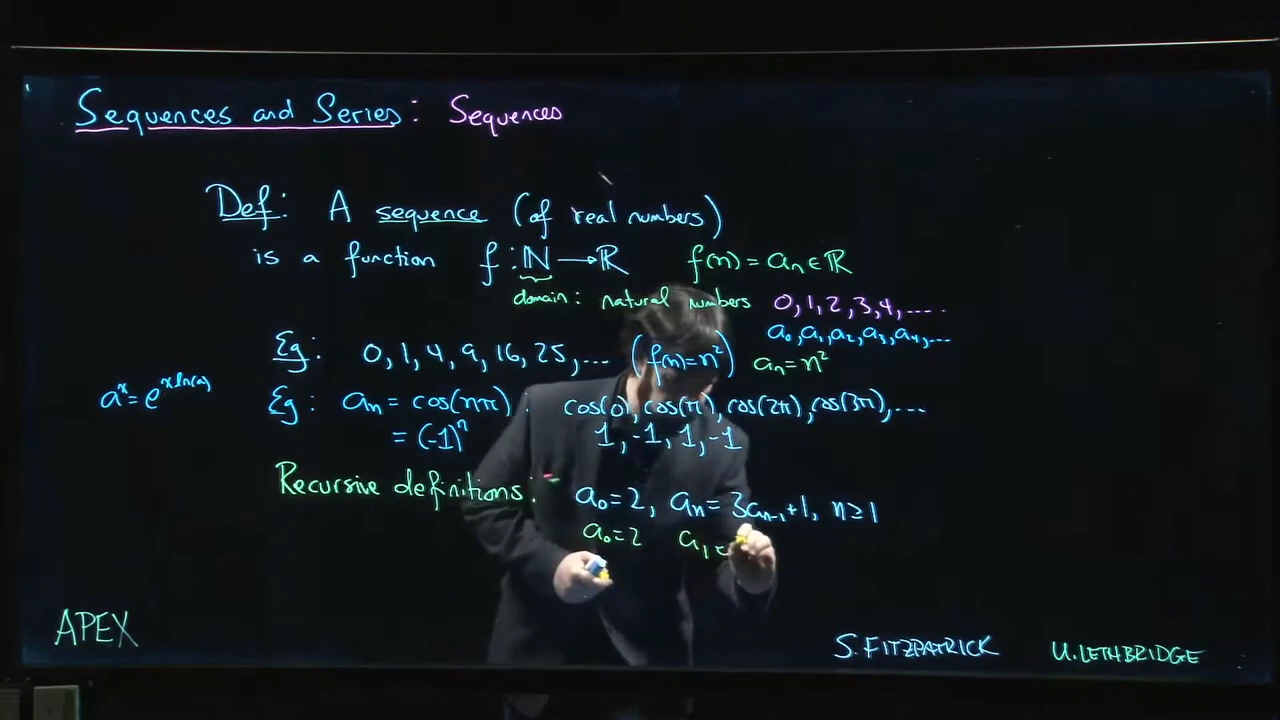 Sequences and Series: Sequences
Def: A sequence (of real numbers)
is a function f: ℕ → ℝ f(n) = aₙ ∈ ℝ
domain: natural numbers 0, 1, 2, 3, 4, ....
a₀, a₁, a₂, a₃, a₄, ...
Eg: 0, 1, 4, 9, 16, 25, ... (f(n) = n²) aₙ = n²
aˣ = e^(x ln(a))
Eg: aₙ = cos(nπ): cos(0), cos(π), cos(2π), cos(3π), ...
= (-1)ⁿ 1, -1, 1, -1
Recursive definitions: a₀ = 2, aₙ = 3aₙ₋₁ + 1, n ≥ 1
a₀ = 2 a₁ =
APEX
S. FITZPATRICK U. LETHBRIDGE